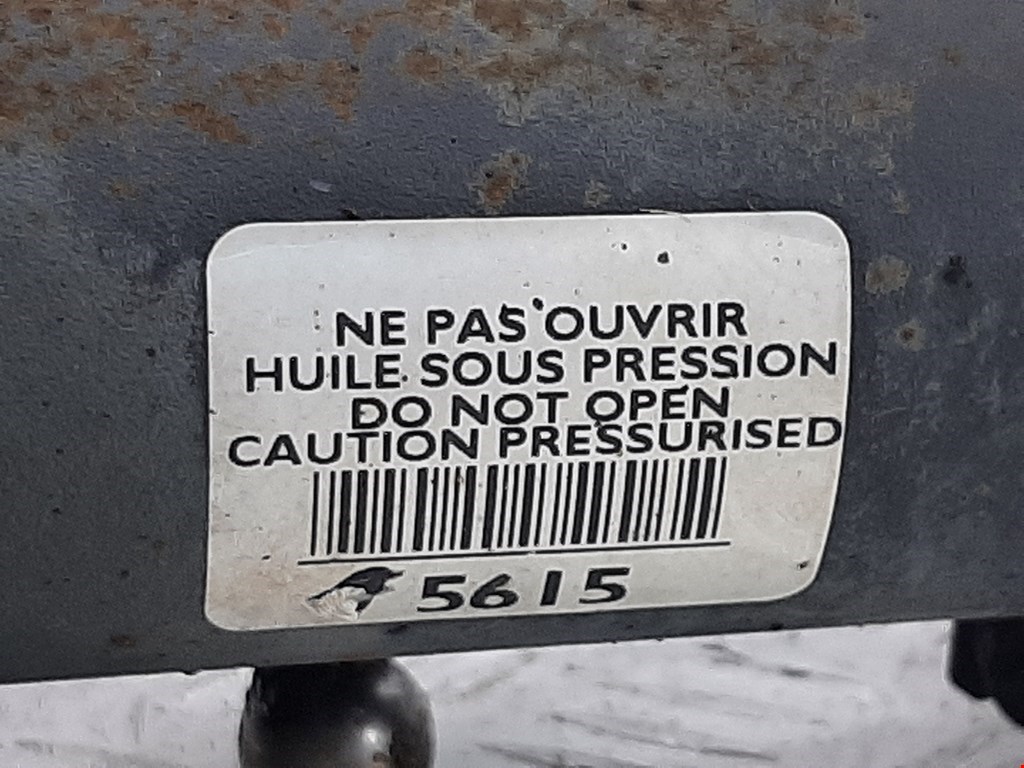 NE PAS OUVRIR
HUILE SOUS PRESSION
DO NOT OPEN
CAUTION PRESSURISED
5615